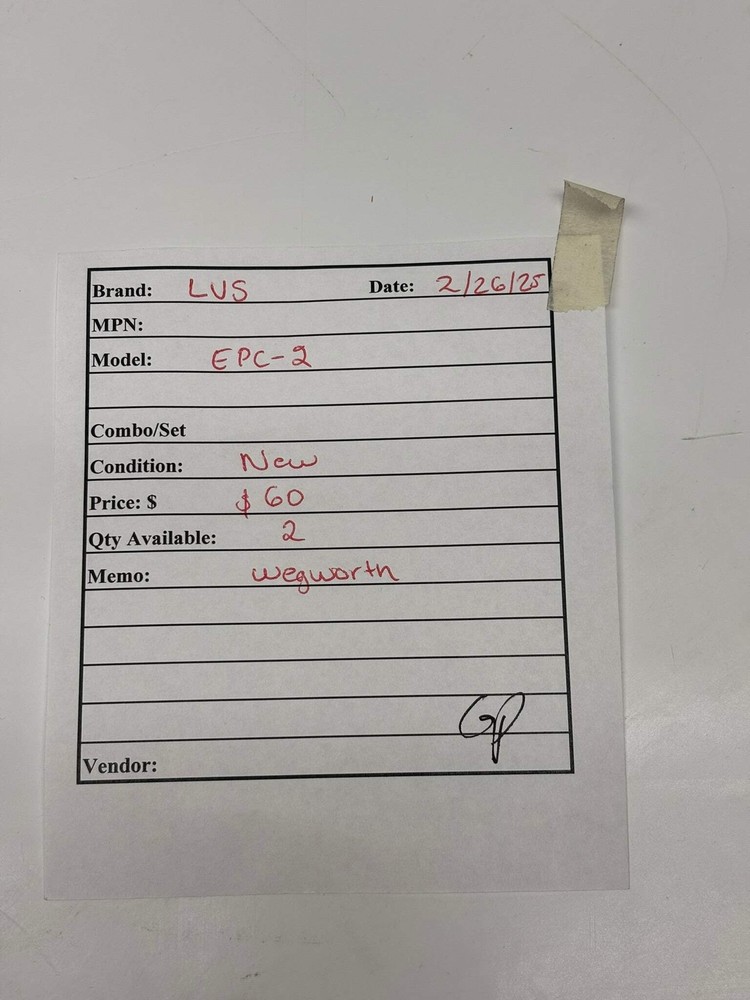 Brand: LVS Date: 2/26/25
MPN:
Model: EPC-2
Combo/Set
Condition: New
Price: $ $60
Qty Available: 2
Memo: wegworth
GP
Vendor: